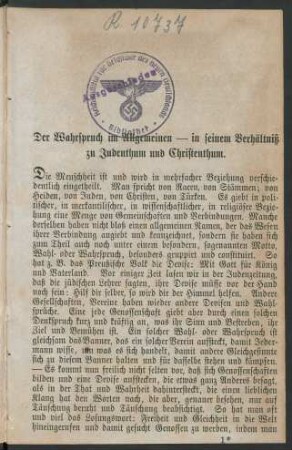 R 10737
Ausgeschieden
Bibliothek
Der Wahrspruch im Allgemeinen — in seinem Verhältniß
zu Judenthum und Christenthum.
Die Menschheit ist und wird in mehrfacher Beziehung verschie-
dentlich eingetheilt. Man spricht von Racen, von Stämmen; von
Heiden, von Juden, von Christen, von Türken. Es giebt in poli-
tischer, in merkantilischer, in wissenschaftlicher, in religiöser Bezie-
hung eine Menge von Gemeinschaften und Verbindungen. Manche
derselben haben nicht blos einen allgemeinen Namen, der das Wesen
ihrer Verbindung angiebt und kennzeichnet, sondern sie haben sich
zum Theil auch noch unter einem besondern, sogenannten Motto,
Wahl- oder Wahrspruch, besonders gruppirt und constituirt. So
hat z. B. das Preußische Volk die Devise: Mit Gott für König
und Vaterland. Vor einiger Zeit lasen wir in der Judenzeitung,
daß die jüdischen Lehrer sagten, ihre Devise müsse vor der Hand
noch sein: Hilf dir selber, so wird dir der Himmel helfen. Andere
Gesellschaften, Vereine haben wieder andere Devisen und Wahr-
sprüche. Eine jede Genossenschaft giebt aber durch einen solchen
Denkspruch kurz und kräftig an, was ihr Sinn und Bestreben, ihr
Ziel und Bemühen ist. Ein solcher Wahl- oder Wahrspruch ist
gleichsam das Banner, das ein solcher Verein aufrollt, damit Jeder-
mann wisse, um was es sich handelt, damit andere Gleichgestimmte
sich zu diesem Banner halten und für dasselbe stehen und kämpfen.
— Es kommt nun freilich nicht selten vor, daß sich Genossenschaften
bilden und eine Devise aufstecken, die etwas ganz Anderes besagt,
als in der That und Wahrheit dahintersteckt, die einen lieblichen
Klang hat den Worten nach, die aber, genauer besehen, nur auf
Täuschung beruht und Täuschung beabsichtigt. So hat man oft
und viel das Losungswort: Freiheit und Gleichheit in die Welt
hineingerufen und damit gesucht Genossen zu werben, indem man
1*